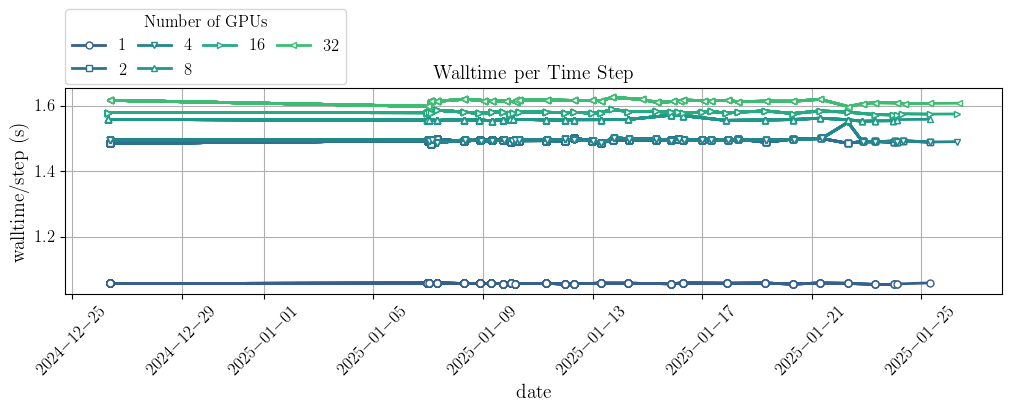 Number of GPUs
1 4 16 32
2 8
Walltime per Time Step
walltime/step (s)
1.6
1.4
1.2
2024−12−25 2024−12−29 2025−01−01 2025−01−05 2025−01−09 2025−01−13 2025−01−17 2025−01−21 2025−01−25
date